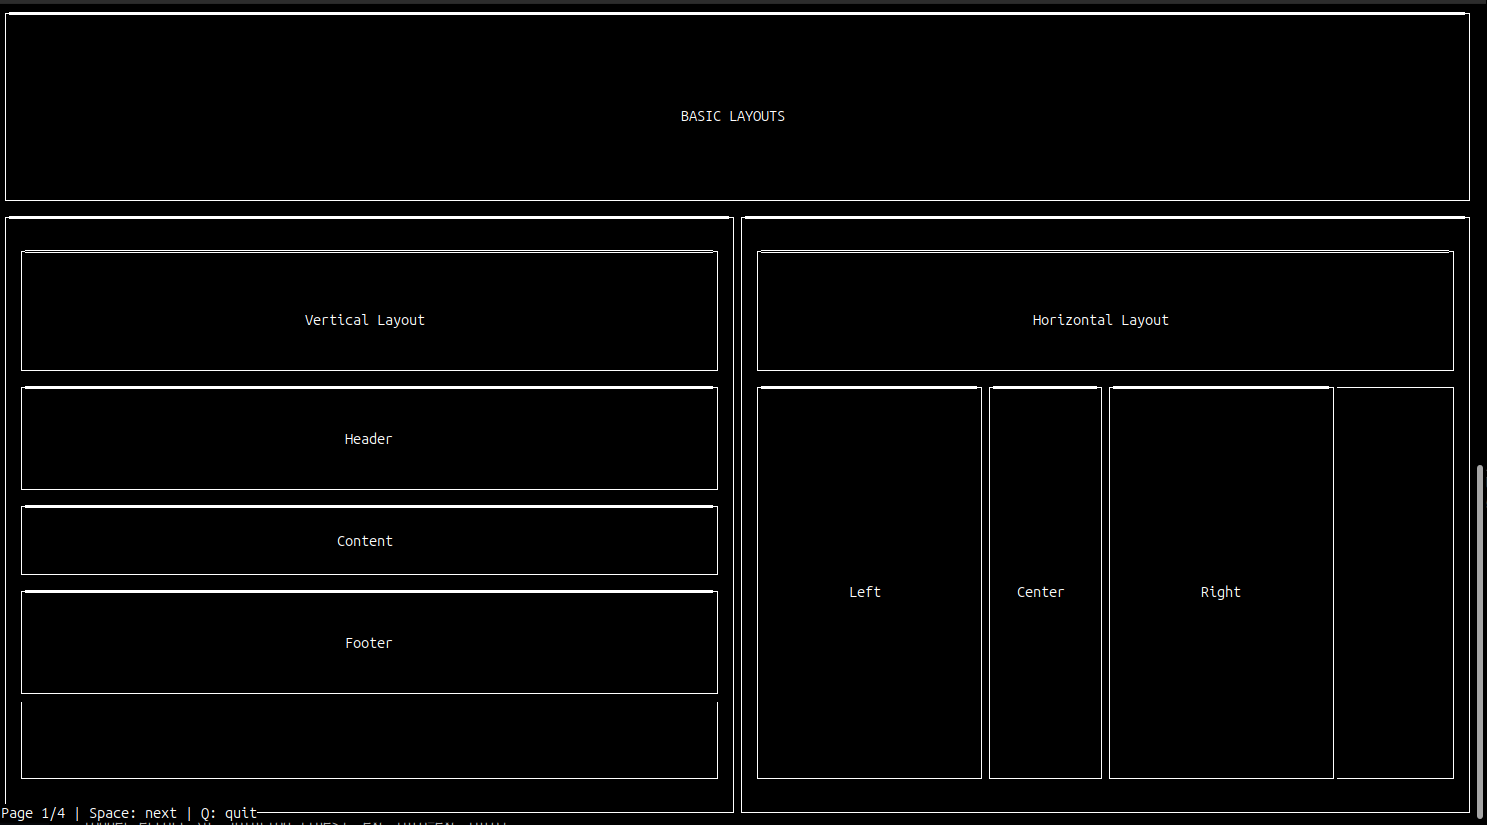 BASIC LAYOUTS
Vertical Layout
Horizontal Layout
Header
Content
Footer
Left
Center
Right
Page 1/4 | Space: next | Q: quit